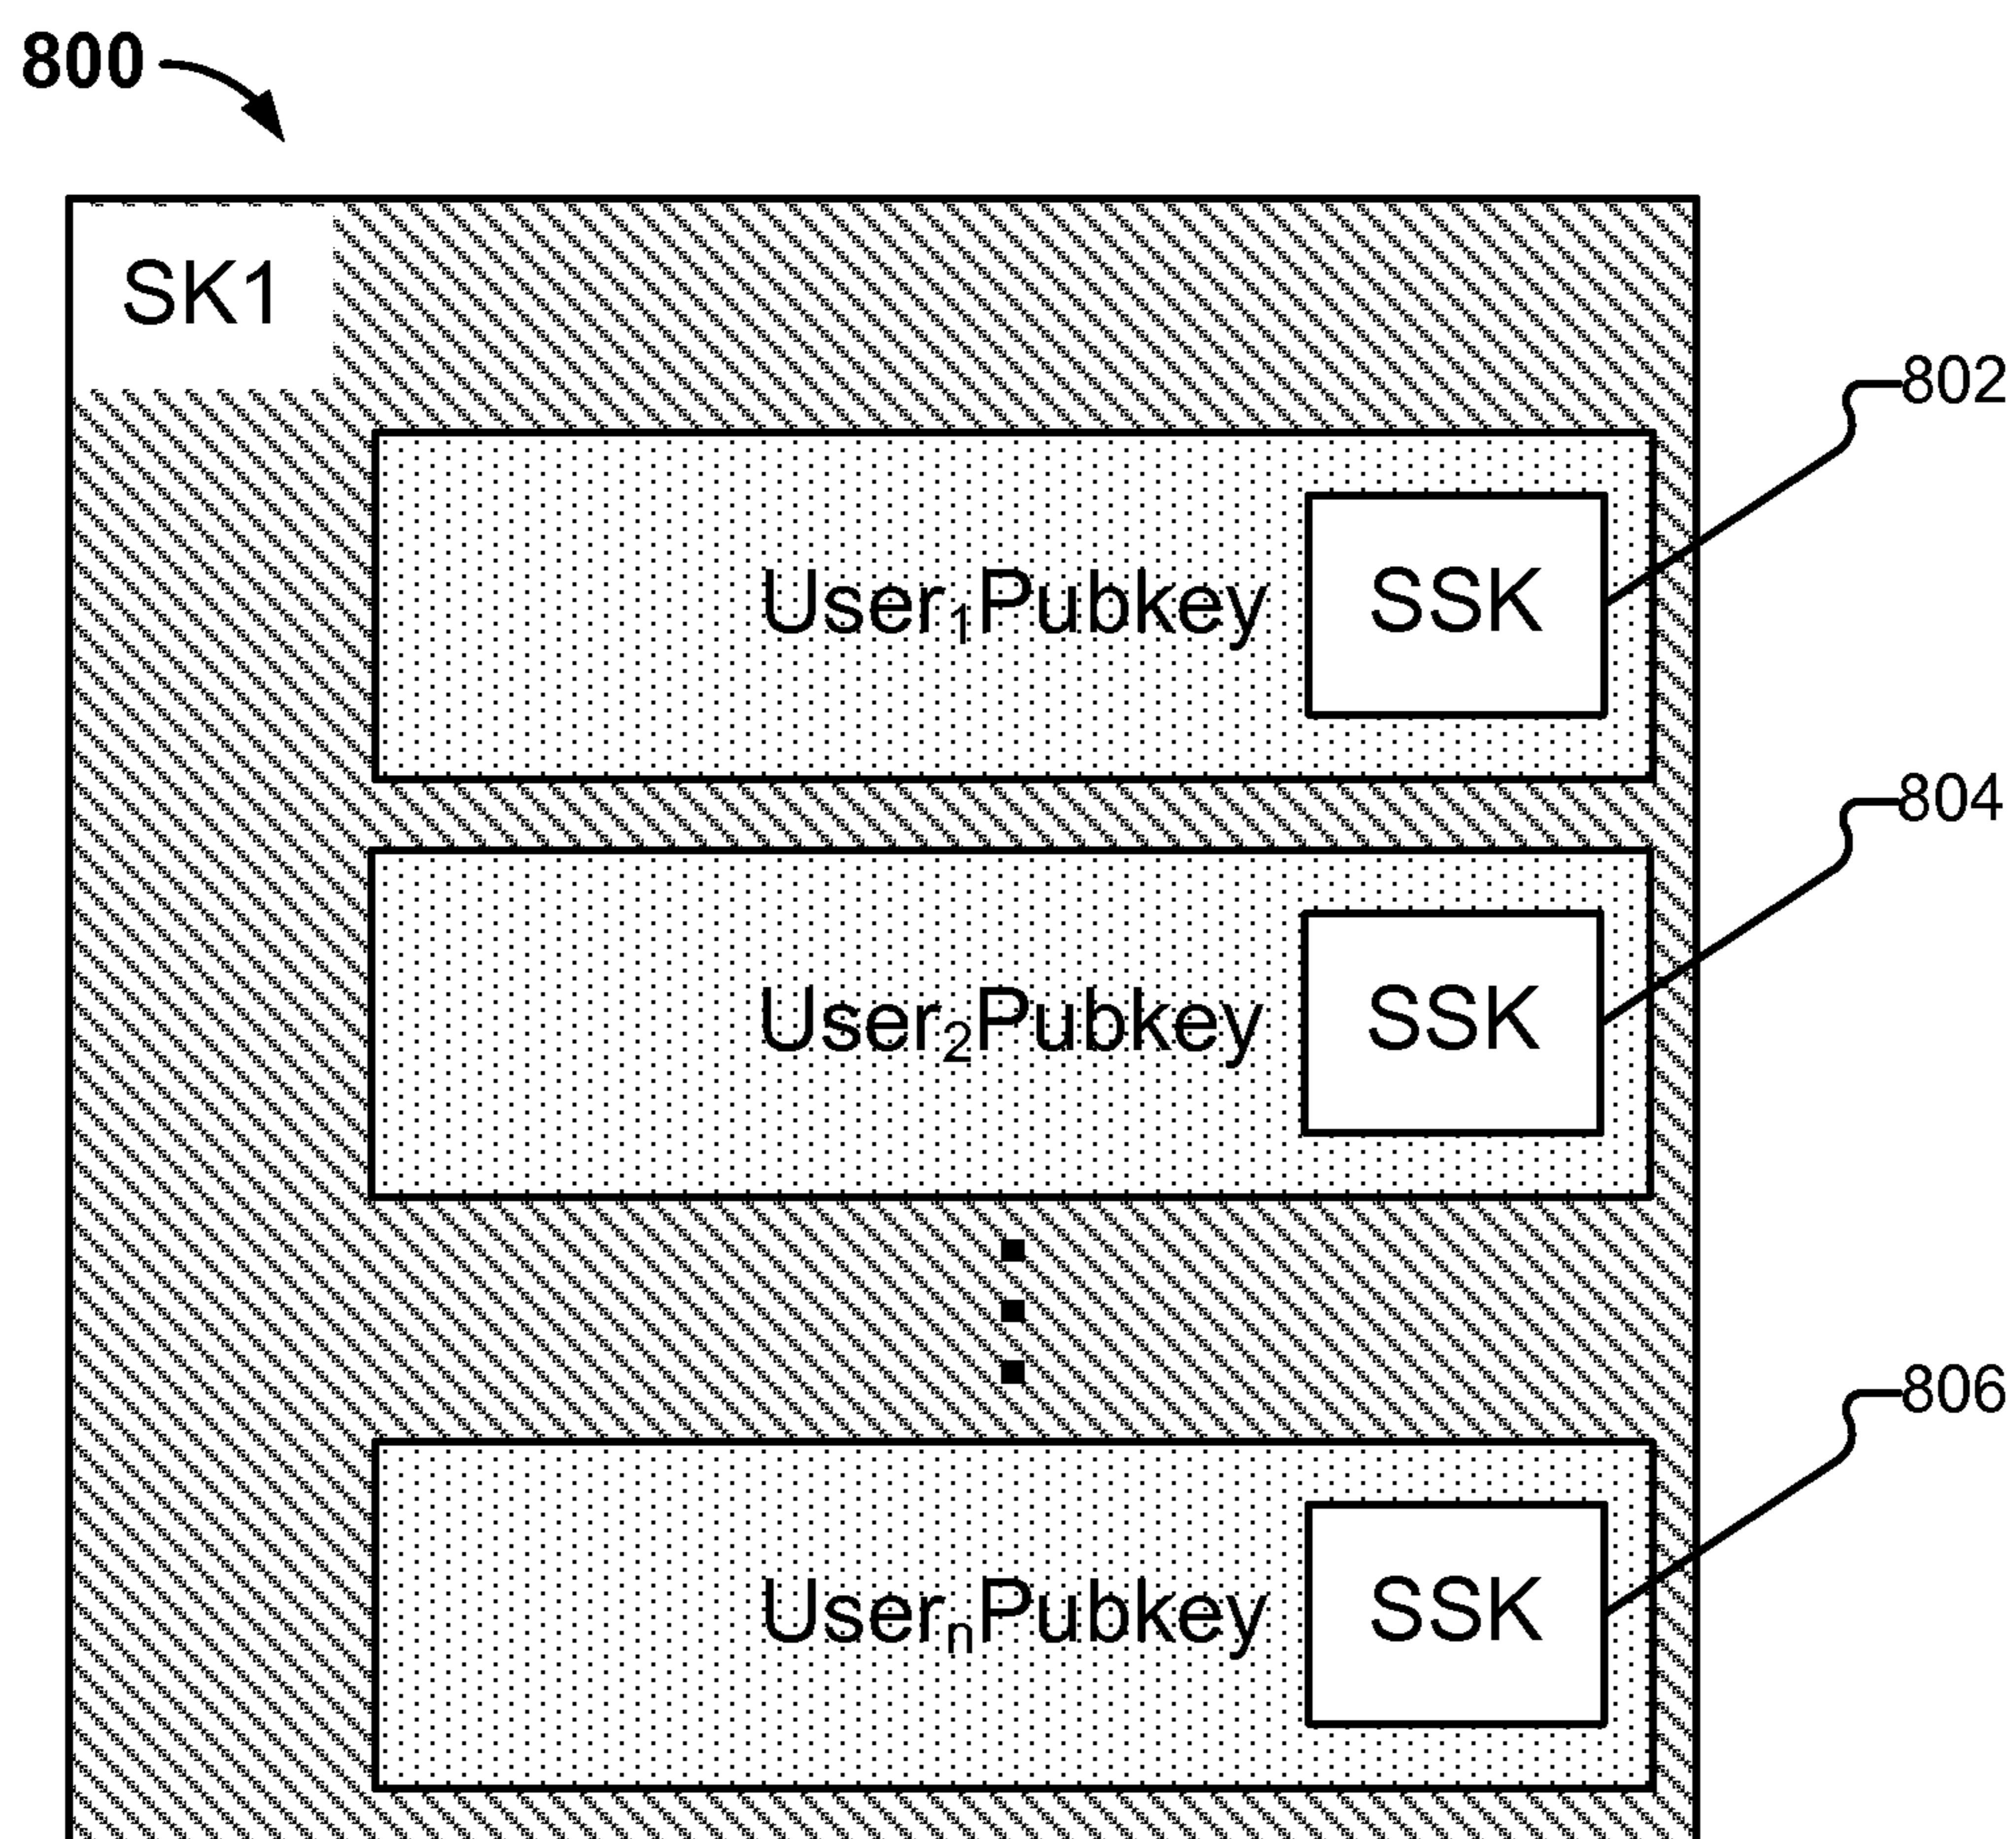 800
SK1
802
User₁Pubkey SSK
804
User₂Pubkey SSK
806
UserₙPubkey SSK